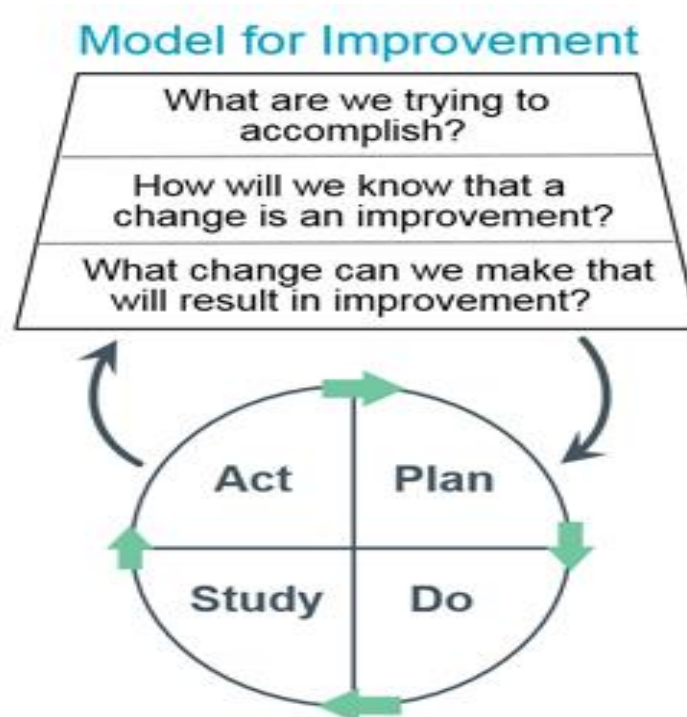 Model for Improvement
What are we trying to
accomplish?
How will we know that a
change is an improvement?
What change can we make that
will result in improvement?
Act
Plan
Study
Do